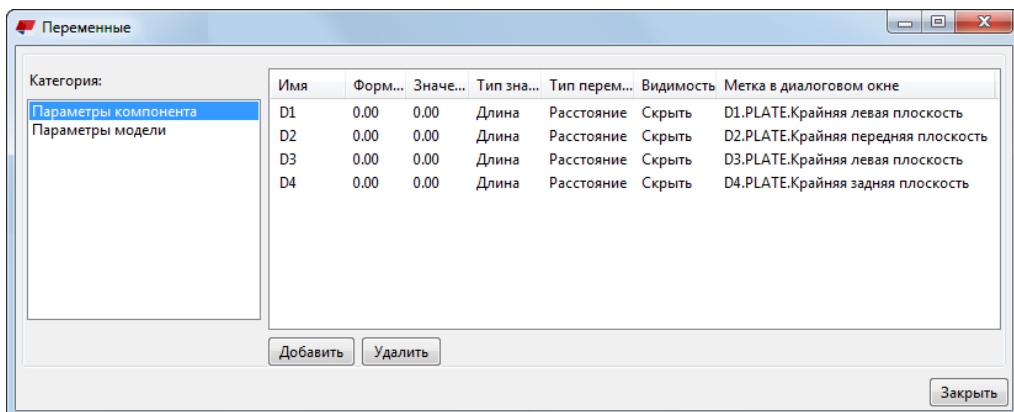 Переменные
Категория:
Параметры компонента
Параметры модели
Имя Форм... Значе... Тип зна... Тип перем... Видимость Метка в диалоговом окне
D1 0.00 0.00 Длина Расстояние Скрыть D1.PLATE.Крайняя левая плоскость
D2 0.00 0.00 Длина Расстояние Скрыть D2.PLATE.Крайняя передняя плоскость
D3 0.00 0.00 Длина Расстояние Скрыть D3.PLATE.Крайняя левая плоскость
D4 0.00 0.00 Длина Расстояние Скрыть D4.PLATE.Крайняя задняя плоскость
Добавить Удалить
Закрыть